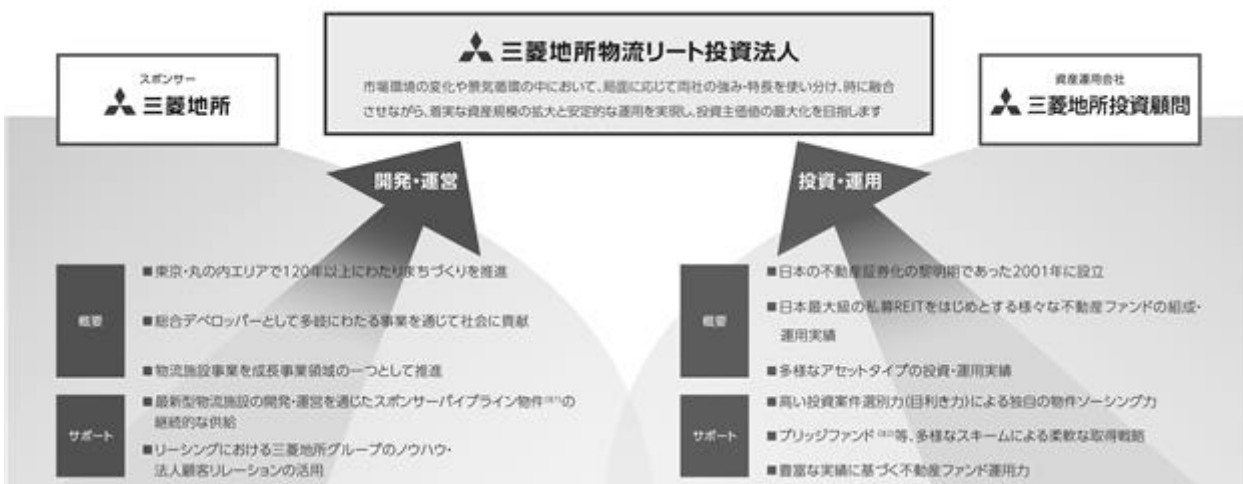 三菱地所物流リート投資法人
市場環境の変化や景気循環の中において、局面に応じて両社の強み・特長を使い分け、時に融合
させながら、着実な資産規模の拡大と安定的な運用を実現し、投資主価値の最大化を目指します
スポンサー
三菱地所
資産運用会社
三菱地所投資顧問
開発・運営
投資・運用
概要
■東京・丸の内エリアで120年以上にわたりまちづくりを推進
■総合デベロッパーとして多岐にわたる事業を通じて社会に貢献
■物流施設事業を成長事業領域の一つとして推進
サポート
■最新型物流施設の開発・運営を通じたスポンサーパイプライン物件(注1)の
継続的な供給
■リーシングにおける三菱地所グループのノウハウ・
法人顧客リレーションの活用
概要
■日本の不動産証券化の黎明期であった2001年に設立
■日本最大級の私募REITをはじめとする様々な不動産ファンドの組成・
運用実績
■多様なアセットタイプの投資・運用実績
サポート
■高い投資案件選別力(目利き力)による独自の物件ソーシング力
■ブリッジファンド(注2)等、多様なスキームによる柔軟な取得戦略
■豊富な実績に基づく不動産ファンド運用力